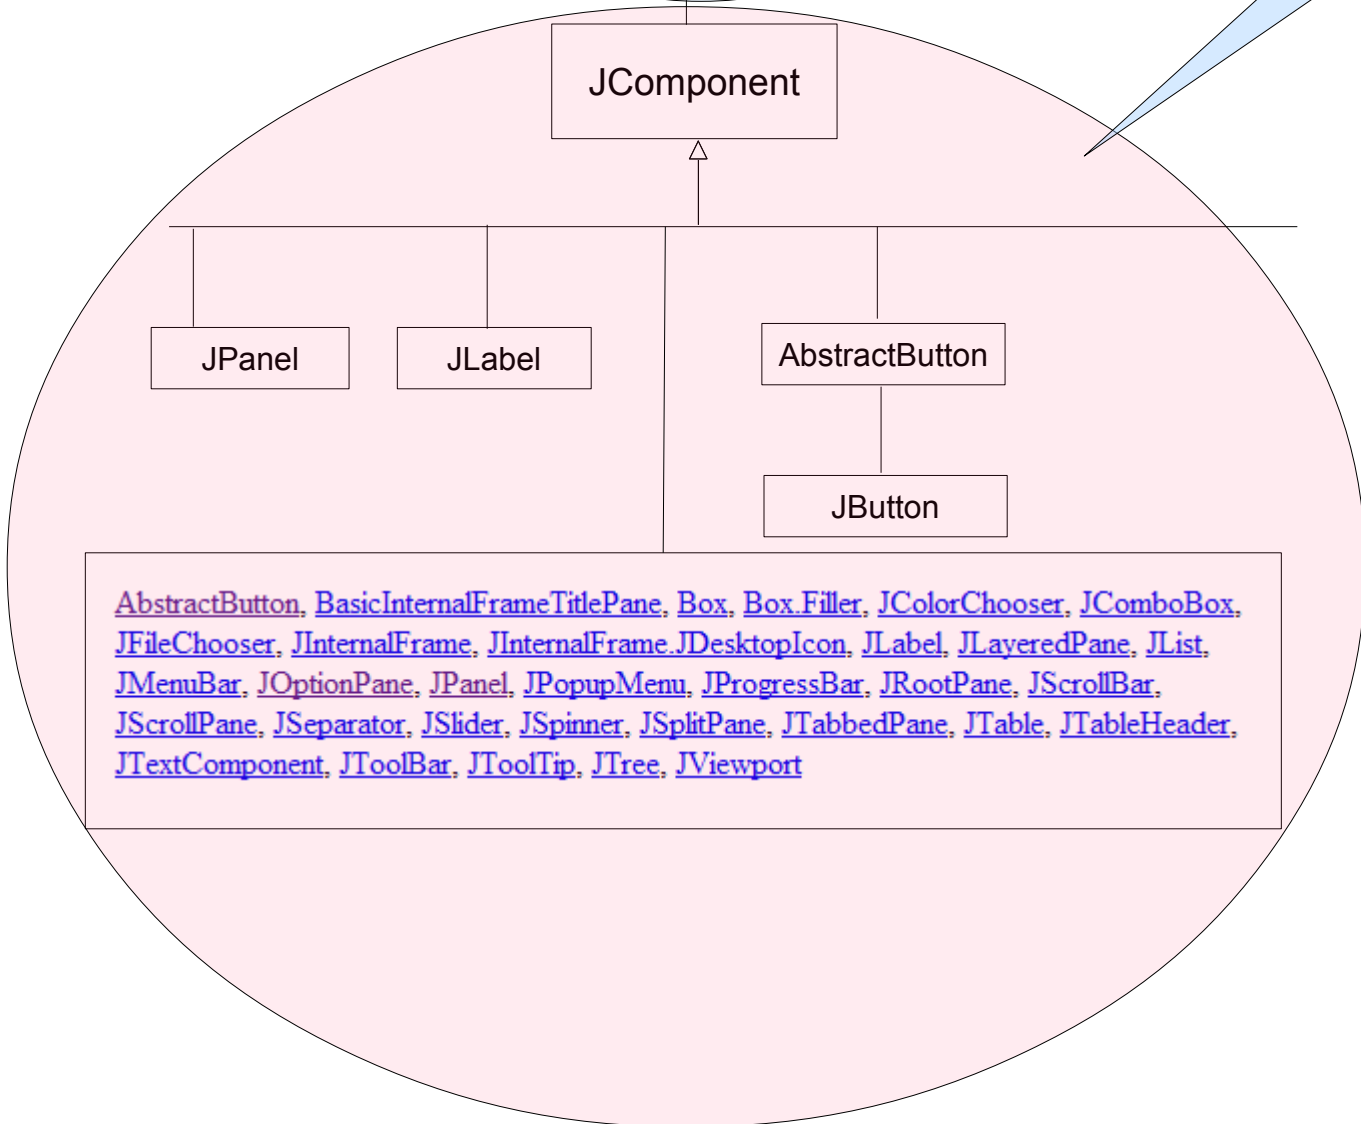 JComponent
JPanel
JLabel
AbstractButton
JButton
AbstractButton, BasicInternalFrameTitlePane, Box, Box.Filler, JColorChooser, JComboBox,
JFileChooser, JInternalFrame, JInternalFrame.JDesktopIcon, JLabel, JLayeredPane, JList,
JMenuBar, JOptionPane, JPanel, JPopupMenu, JProgressBar, JRootPane, JScrollBar,
JScrollPane, JSeparator, JSlider, JSpinner, JSplitPane, JTabbedPane, JTable, JTableHeader,
JTextComponent, JToolBar, JToolTip, JTree, JViewport